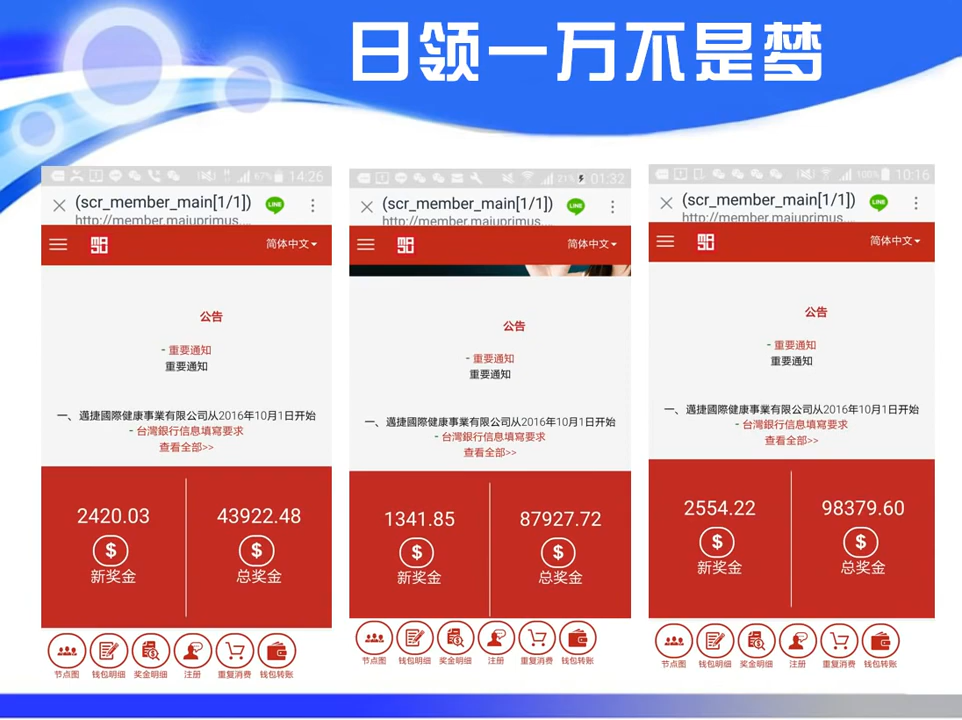 日领一万不是梦
87% 14:26
(scr_member_main[1/1])
LINE
http://member.majuprimus....
简体中文
公告
- 重要通知
重要通知
一、邁捷國際健康事業有限公司从2016年10月1日开始
- 台灣銀行信息填寫要求
查看全部>>
2420.03
43922.48
$
$
新奖金
总奖金
节点图
钱包明细
奖金明细
注册
重复消费
钱包转账
21% 01:32
(scr_member_main[1/1])
LINE
http://member.majuprimus....
简体中文
公告
- 重要通知
重要通知
一、邁捷國際健康事業有限公司从2016年10月1日开始
- 台灣銀行信息填寫要求
查看全部>>
1341.85
87927.72
$
$
新奖金
总奖金
节点图
钱包明细
奖金明细
注册
重复消费
钱包转账
100% 10:16
(scr_member_main[1/1])
LINE
http://member.majuprimus....
简体中文
公告
- 重要通知
重要通知
一、邁捷國際健康事業有限公司从2016年10月1日开始
- 台灣銀行信息填寫要求
查看全部>>
2554.22
98379.60
$
$
新奖金
总奖金
节点图
钱包明细
奖金明细
注册
重复消费
钱包转账